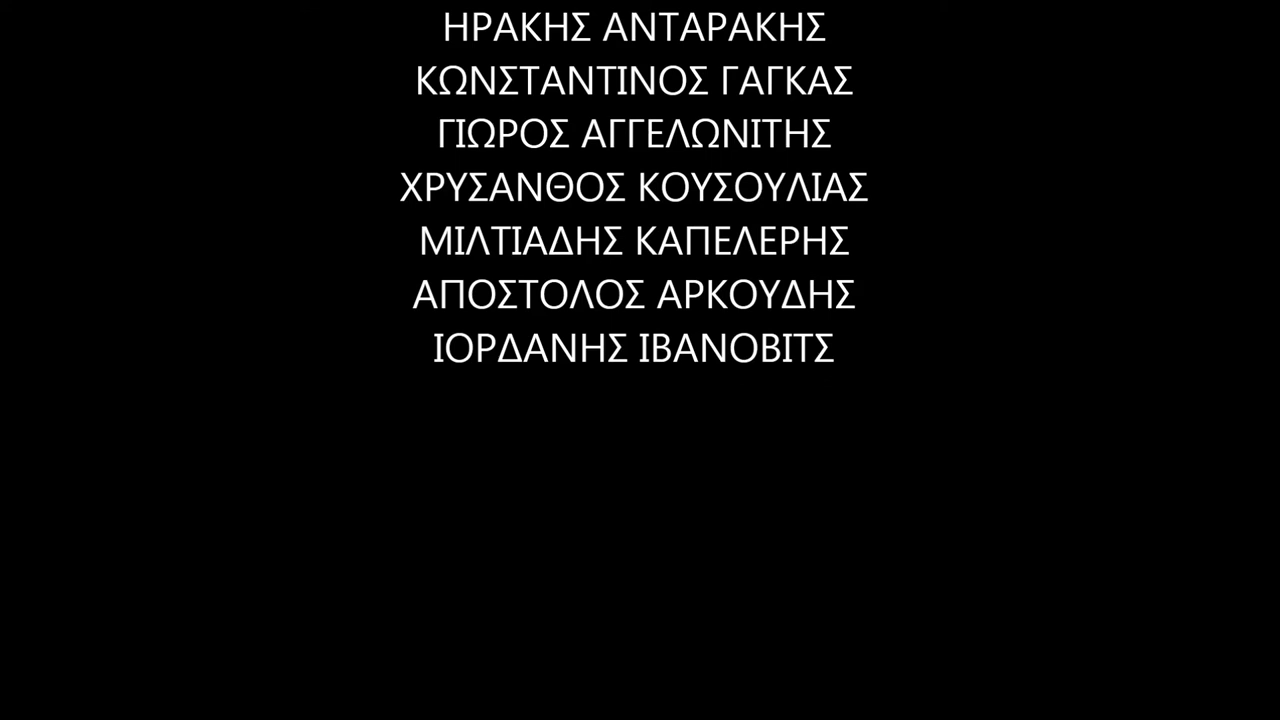 ΗΡΑΚΗΣ ΑΝΤΑΡΑΚΗΣ
ΚΩΝΣΤΑΝΤΙΝΟΣ ΓΑΓΚΑΣ
ΓΙΩΡΟΣ ΑΓΓΕΛΩΝΙΤΗΣ
ΧΡΥΣΑΝΘΟΣ ΚΟΥΣΟΥΛΙΑΣ
ΜΙΛΤΙΑΔΗΣ ΚΑΠΕΛΕΡΗΣ
ΑΠΟΣΤΟΛΟΣ ΑΡΚΟΥΔΗΣ
ΙΟΡΔΑΝΗΣ ΙΒΑΝΟΒΙΤΣ